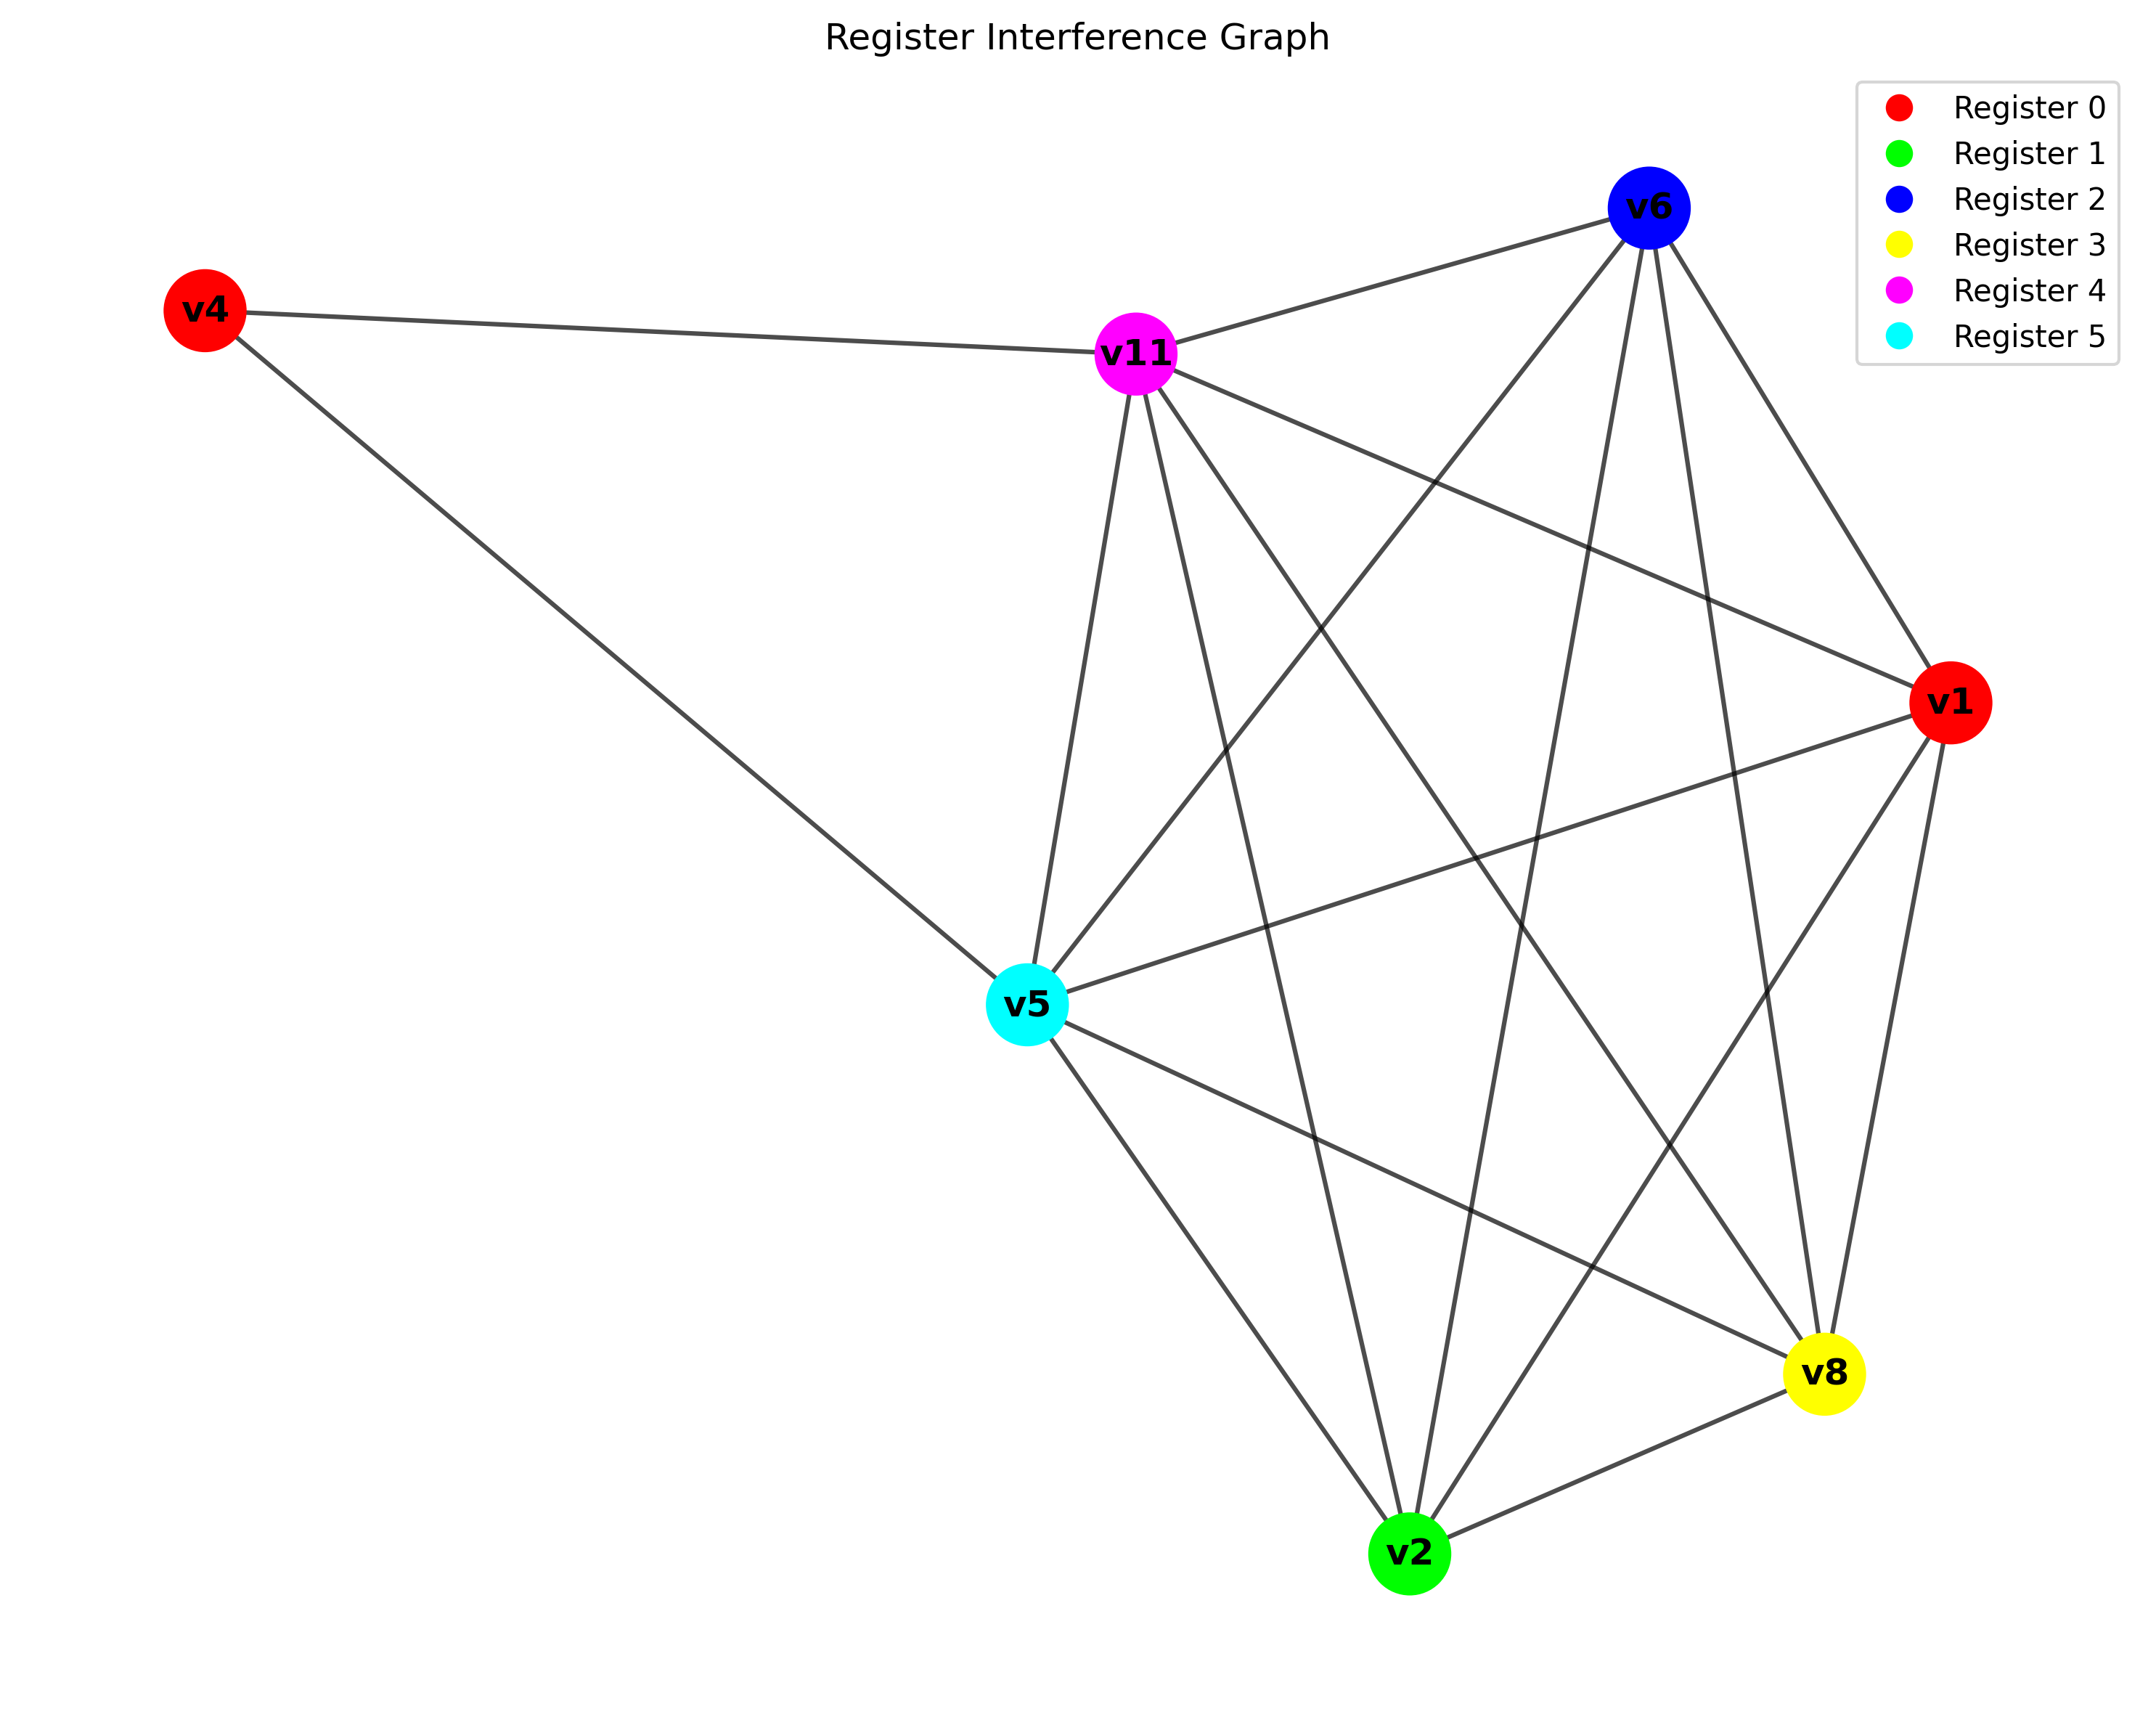 Register Interference Graph
Register 0
Register 1
Register 2
Register 3
Register 4
Register 5
v6
v4
v11
v1
v5
v8
v2